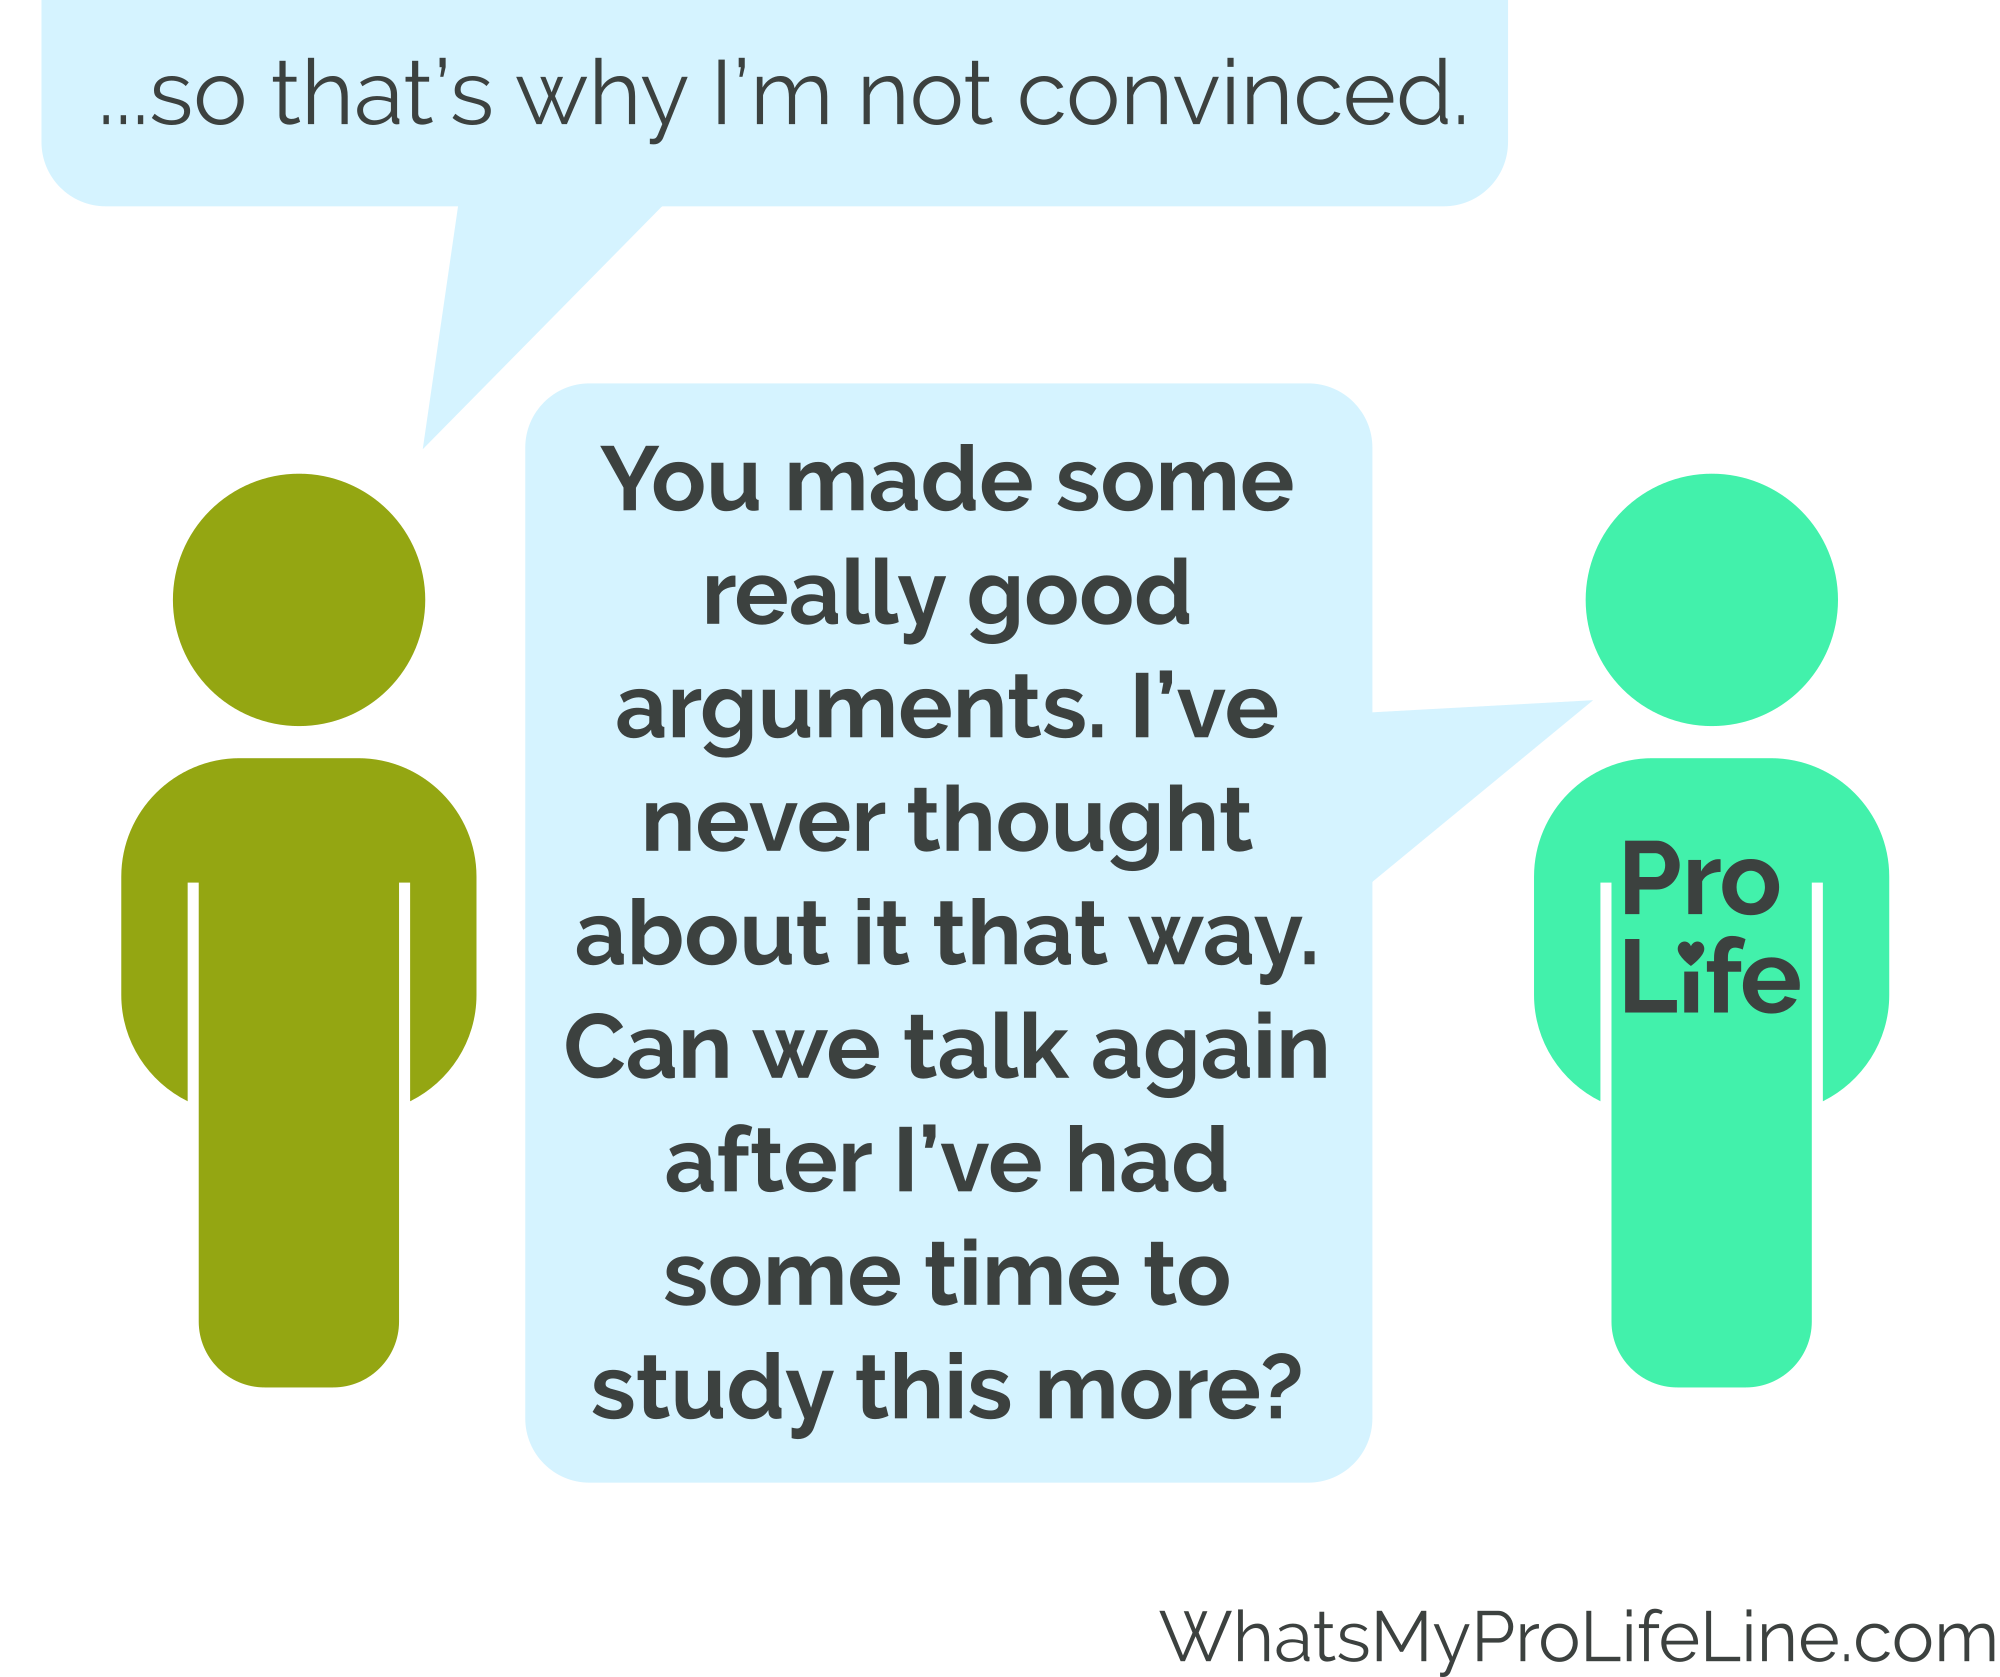 ...so that’s why I’m not convinced.
You made some
really good
arguments. I’ve
never thought
about it that way.
Can we talk again
after I’ve had
some time to
study this more?
Pro
Life
WhatsMyProLifeLine.com